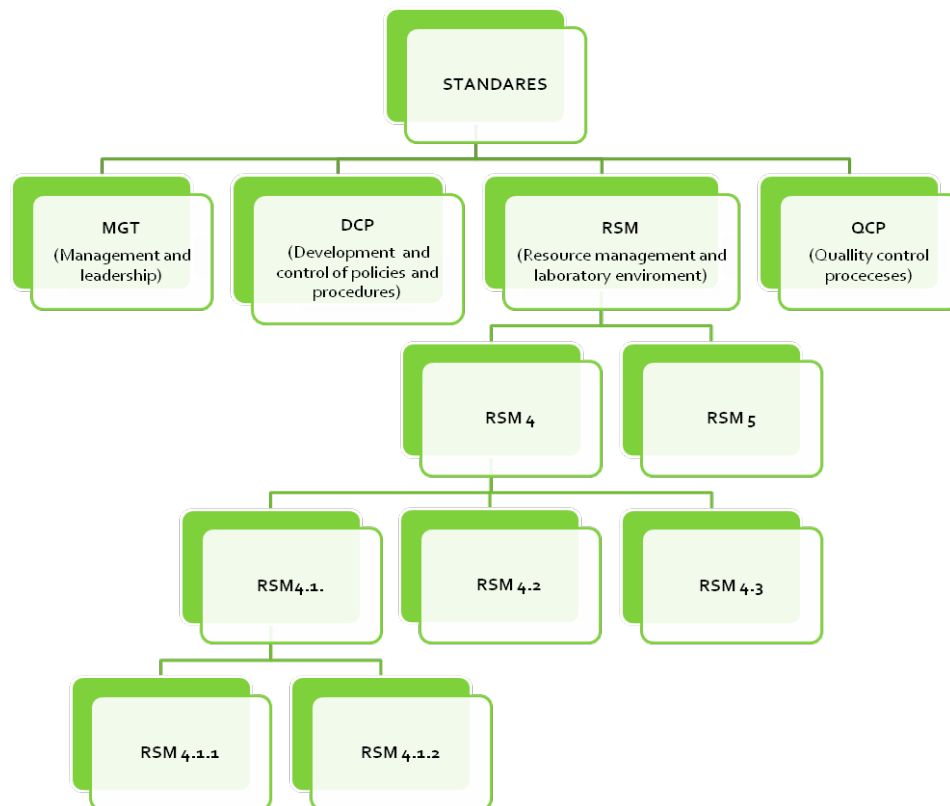 STANDARES
MGT
(Management and
leadership)
DCP
(Development and
control of policies and
procedures)
RSM
(Resource management and
laboratory enviroment)
QCP
(Quallity control
proceceses)
RSM 4
RSM 5
RSM4.1.
RSM 4.2
RSM 4.3
RSM 4.1.1
RSM 4.1.2